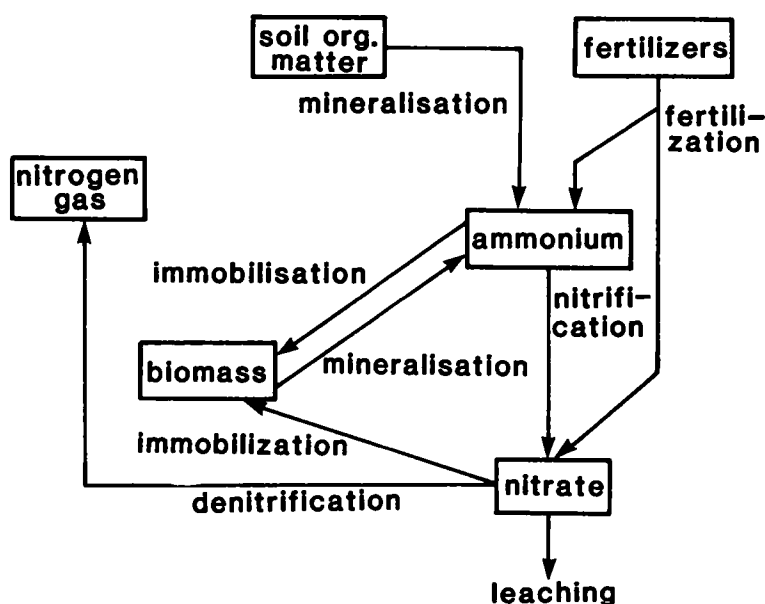 soil org.
matter
fertilizers
mineralisation
fertili-
zation
nitrogen
gas
ammonium
immobilisation
nitrifi-
cation
biomass
mineralisation
immobilization
nitrate
denitrification
leaching